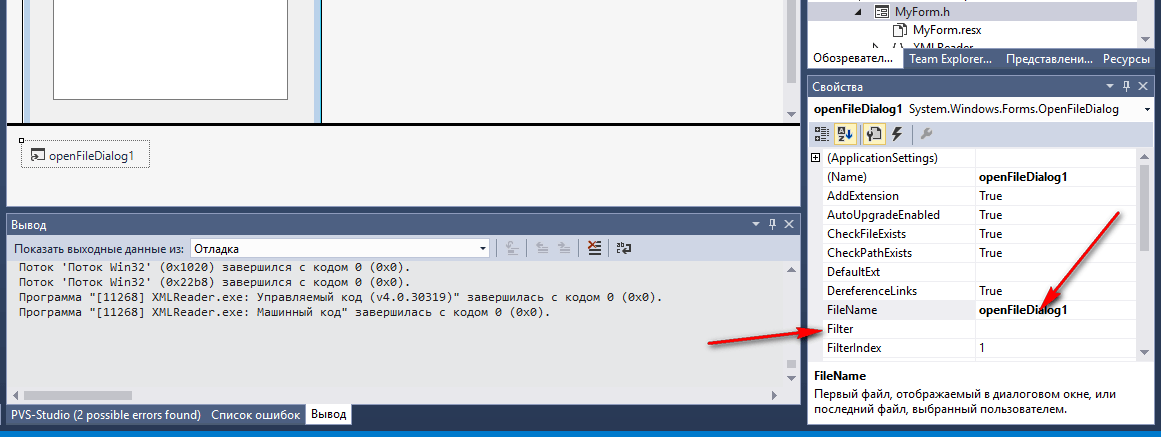 MyForm.h
MyForm.resx
XMLReader
Обозревател... Team Explorer... Представлени... Ресурсы
openFileDialog1
Вывод
Показать выходные данные из: Отладка
Поток 'Поток Win32' (0x1020) завершился с кодом 0 (0x0).
Поток 'Поток Win32' (0x22b8) завершился с кодом 0 (0x0).
Программа "[11268] XMLReader.exe: Управляемый код (v4.0.30319)" завершилась с кодом 0 (0x0).
Программа "[11268] XMLReader.exe: Машинный код" завершилась с кодом 0 (0x0).
PVS-Studio (2 possible errors found) Список ошибок Вывод
Свойства
openFileDialog1 System.Windows.Forms.OpenFileDialog
(ApplicationSettings)
(Name) openFileDialog1
AddExtension True
AutoUpgradeEnabled True
CheckFileExists True
CheckPathExists True
DefaultExt
DereferenceLinks True
FileName openFileDialog1
Filter
FilterIndex 1
FileName
Первый файл, отображаемый в диалоговом окне, или
последний файл, выбранный пользователем.